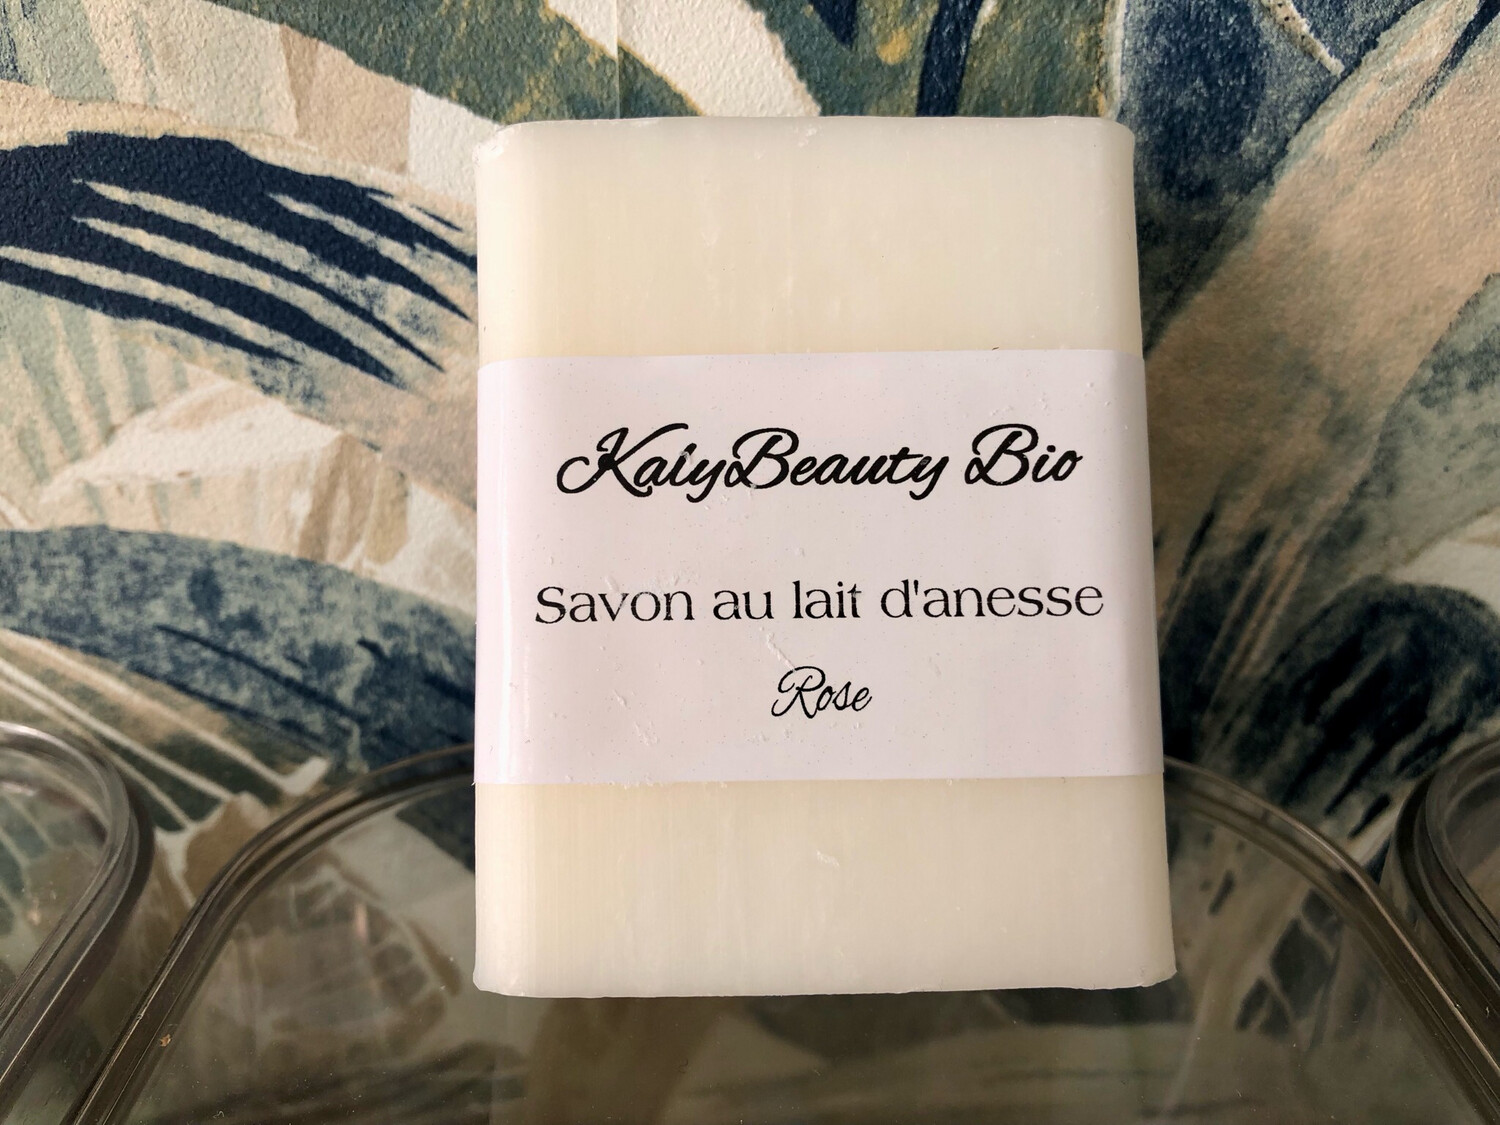 KalyBeauty Bio
Savon au lait d'anesse
Rose